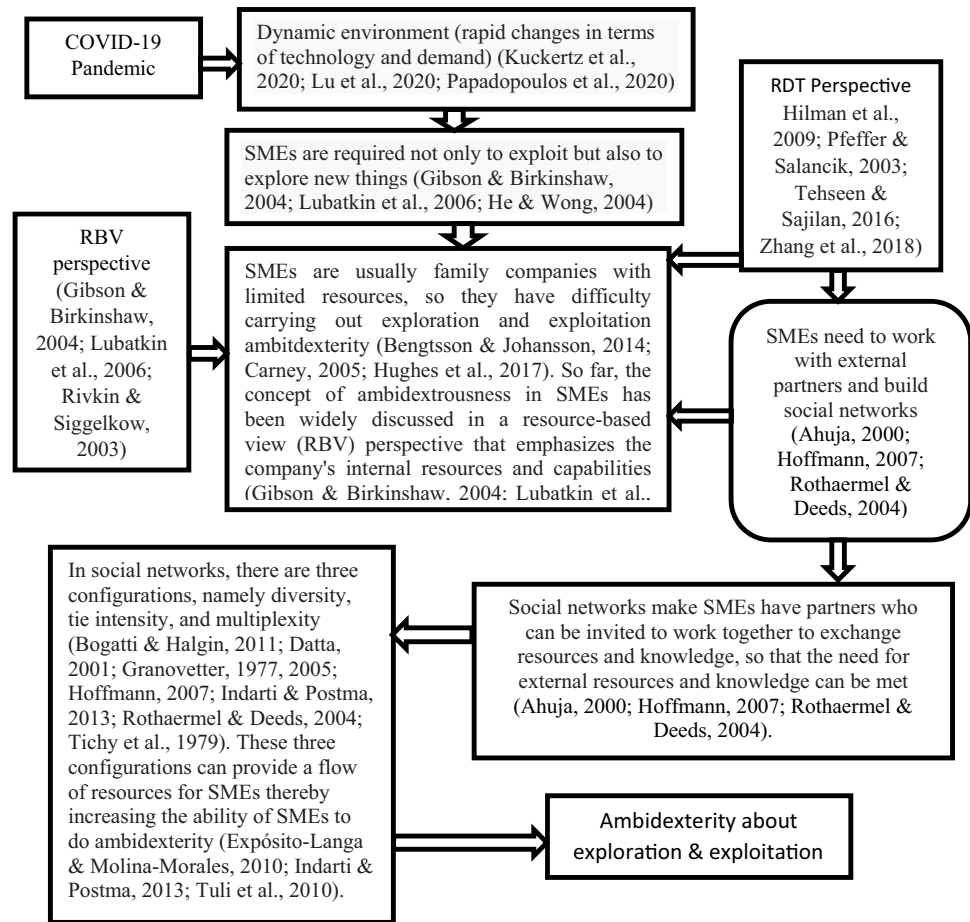 COVID-19
Pandemic
Dynamic environment (rapid changes in terms
of technology and demand) (Kuckertz et al.,
2020; Lu et al., 2020; Papadopoulos et al., 2020)
RDT Perspective
Hilman et al.,
2009; Pfeffer &
Salancik, 2003;
Tehseen &
Sajilan, 2016;
Zhang et al., 2018)
SMEs are required not only to exploit but also to
explore new things (Gibson & Birkinshaw,
2004; Lubatkin et al., 2006; He & Wong, 2004)
RBV
perspective
(Gibson &
Birkinshaw,
2004; Lubatkin
et al., 2006;
Rivkin &
Siggelkow,
2003)
SMEs are usually family companies with
limited resources, so they have difficulty
carrying out exploration and exploitation
ambitdexterity (Bengtsson & Johansson, 2014;
Carney, 2005; Hughes et al., 2017). So far, the
concept of ambidextrousness in SMEs has
been widely discussed in a resource-based
view (RBV) perspective that emphasizes the
company's internal resources and capabilities
(Gibson & Birkinshaw, 2004; Lubatkin et al.,
SMEs need to work
with external
partners and build
social networks
(Ahuja, 2000;
Hoffmann, 2007;
Rothaermel &
Deeds, 2004)
In social networks, there are three
configurations, namely diversity,
tie intensity, and multiplexity
(Bogatti & Halgin, 2011; Datta,
2001; Granovetter, 1977, 2005;
Hoffmann, 2007; Indarti & Postma,
2013; Rothaermel & Deeds, 2004;
Tichy et al., 1979). These three
configurations can provide a flow
of resources for SMEs thereby
increasing the ability of SMEs to
do ambidexterity (Expósito-Langa
& Molina-Morales, 2010; Indarti &
Postma, 2013; Tuli et al., 2010).
Social networks make SMEs have partners who
can be invited to work together to exchange
resources and knowledge, so that the need for
external resources and knowledge can be met
(Ahuja, 2000; Hoffmann, 2007; Rothaermel &
Deeds, 2004).
Ambidexterity about
exploration & exploitation